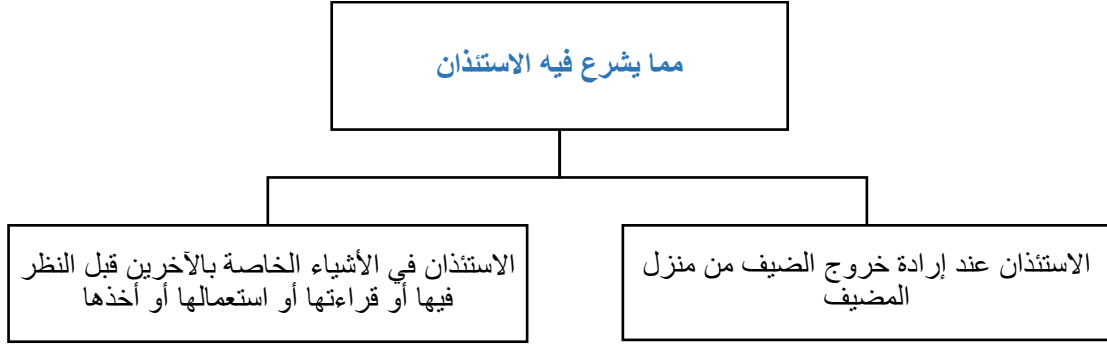 مما يشرع فيه الاستئذان
الاستئذان عند إرادة خروج الضيف من منزل
المضيف
الاستئذان في الأشياء الخاصة بالآخرين قبل النظر
فيها أو قراءتها أو استعمالها أو أخذها